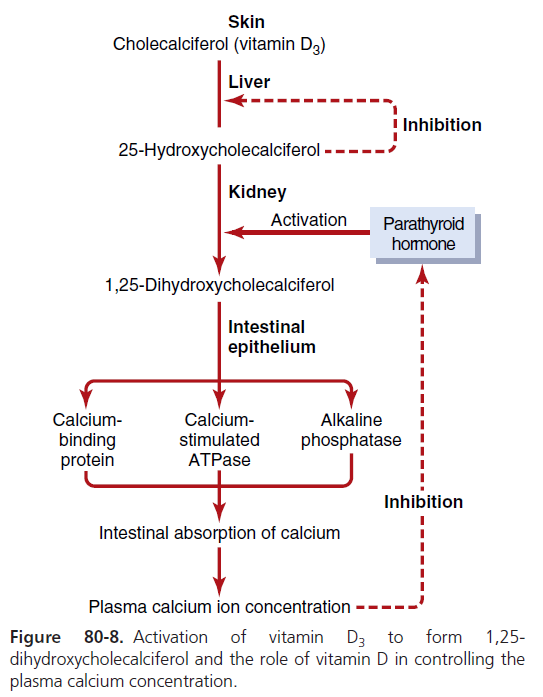 Skin
Cholecalciferol (vitamin D₃)
Liver
Inhibition
25-Hydroxycholecalciferol
Kidney
Activation
Parathyroid
hormone
1,25-Dihydroxycholecalciferol
Intestinal
epithelium
Calcium-
binding
protein
Calcium-
stimulated
ATPase
Alkaline
phosphatase
Inhibition
Intestinal absorption of calcium
Plasma calcium ion concentration
Figure 80-8. Activation of vitamin D₃ to form 1,25-
dihydroxycholecalciferol and the role of vitamin D in controlling the
plasma calcium concentration.